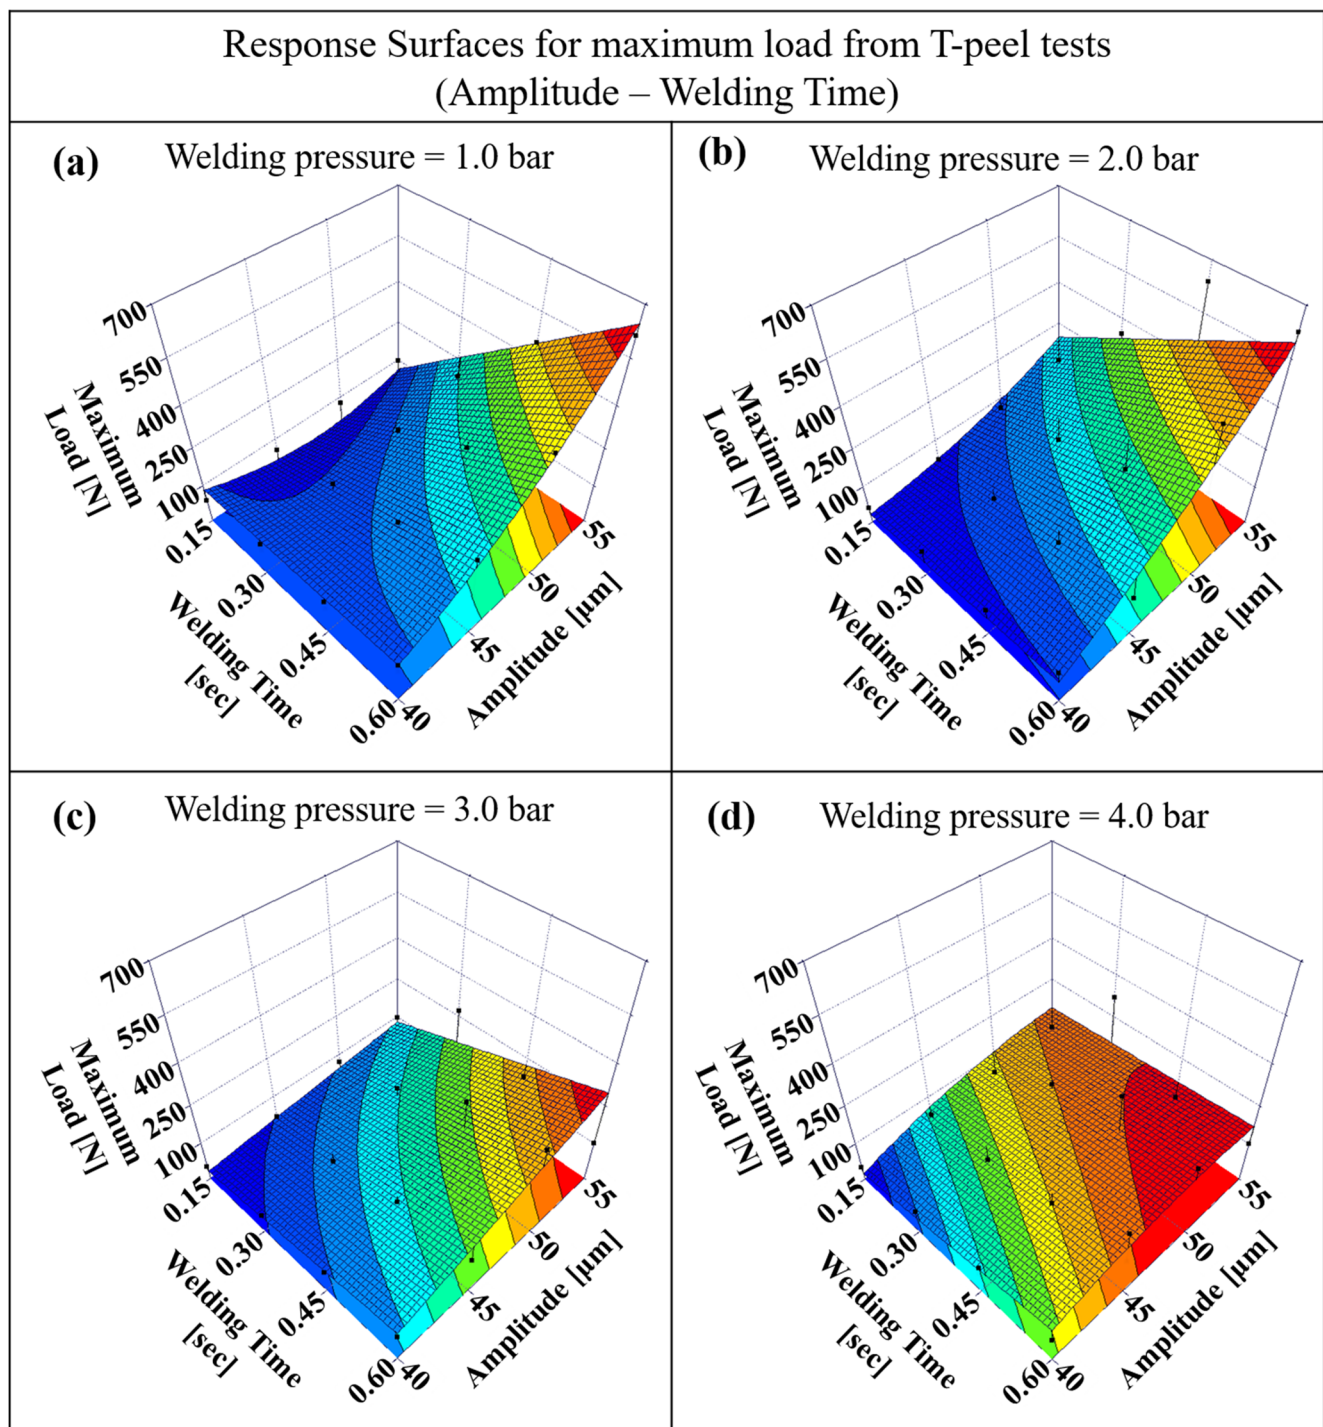 Response Surfaces for maximum load from T-peel tests
(Amplitude – Welding Time)
(a)
Welding pressure = 1.0 bar
700
550
400
250
100
Maximum
Load [N]
0.15
0.30
0.45
0.60
Welding Time
[sec]
40
45
50
55
Amplitude [μm]
(b)
Welding pressure = 2.0 bar
700
550
400
250
100
Maximum
Load [N]
0.15
0.30
0.45
0.60
Welding Time
[sec]
40
45
50
55
Amplitude [μm]
(c)
Welding pressure = 3.0 bar
700
550
400
250
100
Maximum
Load [N]
0.15
0.30
0.45
0.60
Welding Time
[sec]
40
45
50
55
Amplitude [μm]
(d)
Welding pressure = 4.0 bar
700
550
400
250
100
Maximum
Load [N]
0.15
0.30
0.45
0.60
Welding Time
[sec]
40
45
50
55
Amplitude [μm]